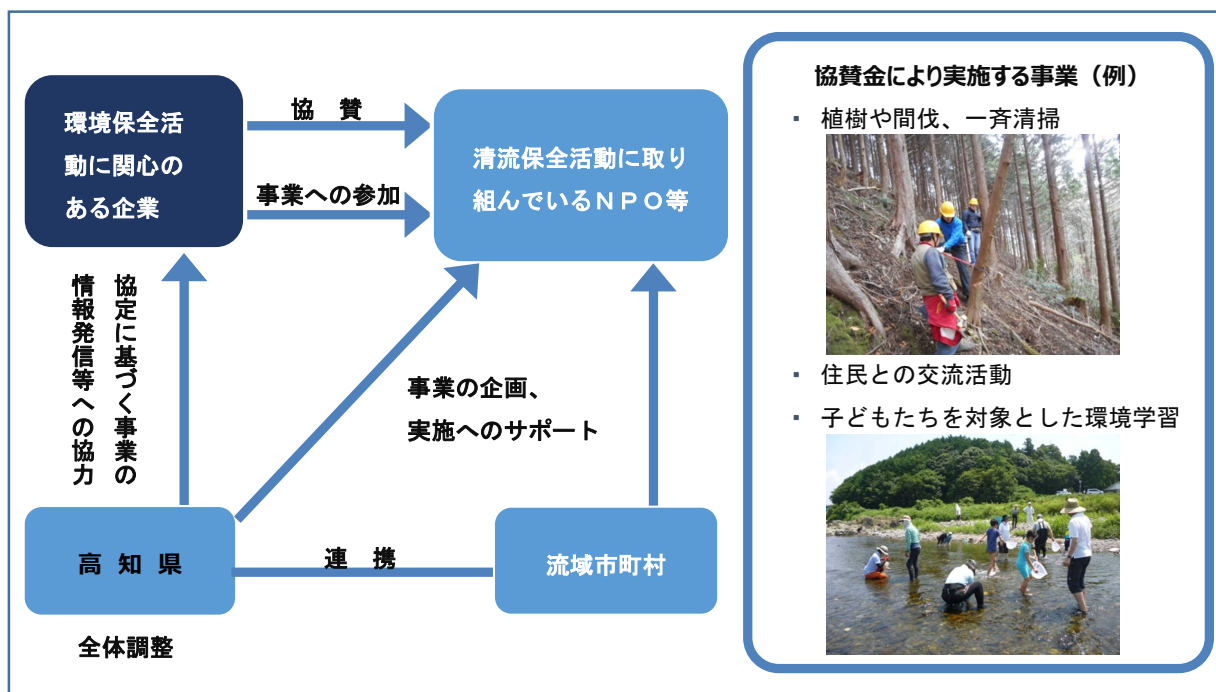 環境保全活
動に関心の
ある企業
協　賛
事業への参加
清流保全活動に取り
組んでいるＮＰＯ等
協定に基づく事業の
情報発信等への協力
事業の企画、
実施へのサポート
高 知 県
連　携
流域市町村
全体調整
協賛金により実施する事業（例）
▪ 植樹や間伐、一斉清掃
▪ 住民との交流活動
▪ 子どもたちを対象とした環境学習